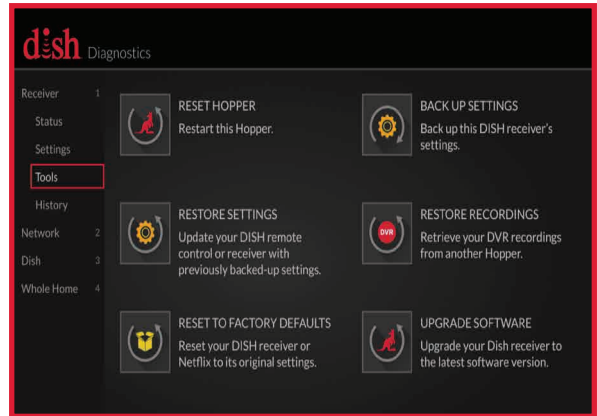 dish Diagnostics
Receiver 1
Status
Settings
Tools
History
Network 2
Dish 3
Whole Home 4
RESET HOPPER
Restart this Hopper.
BACK UP SETTINGS
Back up this DISH receiver's
settings.
RESTORE SETTINGS
Update your DISH remote
control or receiver with
previously backed-up settings.
DVR
RESTORE RECORDINGS
Retrieve your DVR recordings
from another Hopper.
RESET TO FACTORY DEFAULTS
Reset your DISH receiver or
Netflix to its original settings.
UPGRADE SOFTWARE
Upgrade your Dish receiver to
the latest software version.